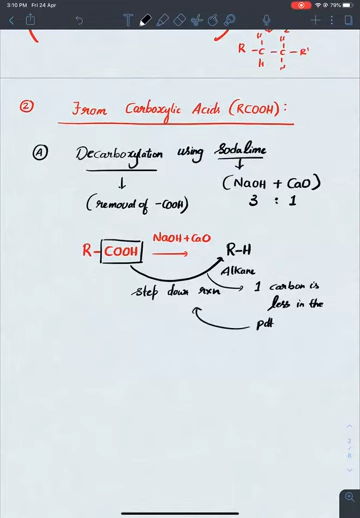 3:10 PM Fri 24 Apr
79%
R - C - C - R'
② From Carboxylic Acids (RCOOH):
Ⓐ Decarboxylation using Sodalime
(removal of -COOH)
(NaOH + CaO)
3 : 1
R-COOH NaOH+CaO R-H
Alkane
step down rxn
1 carbon is
less in the
pdt